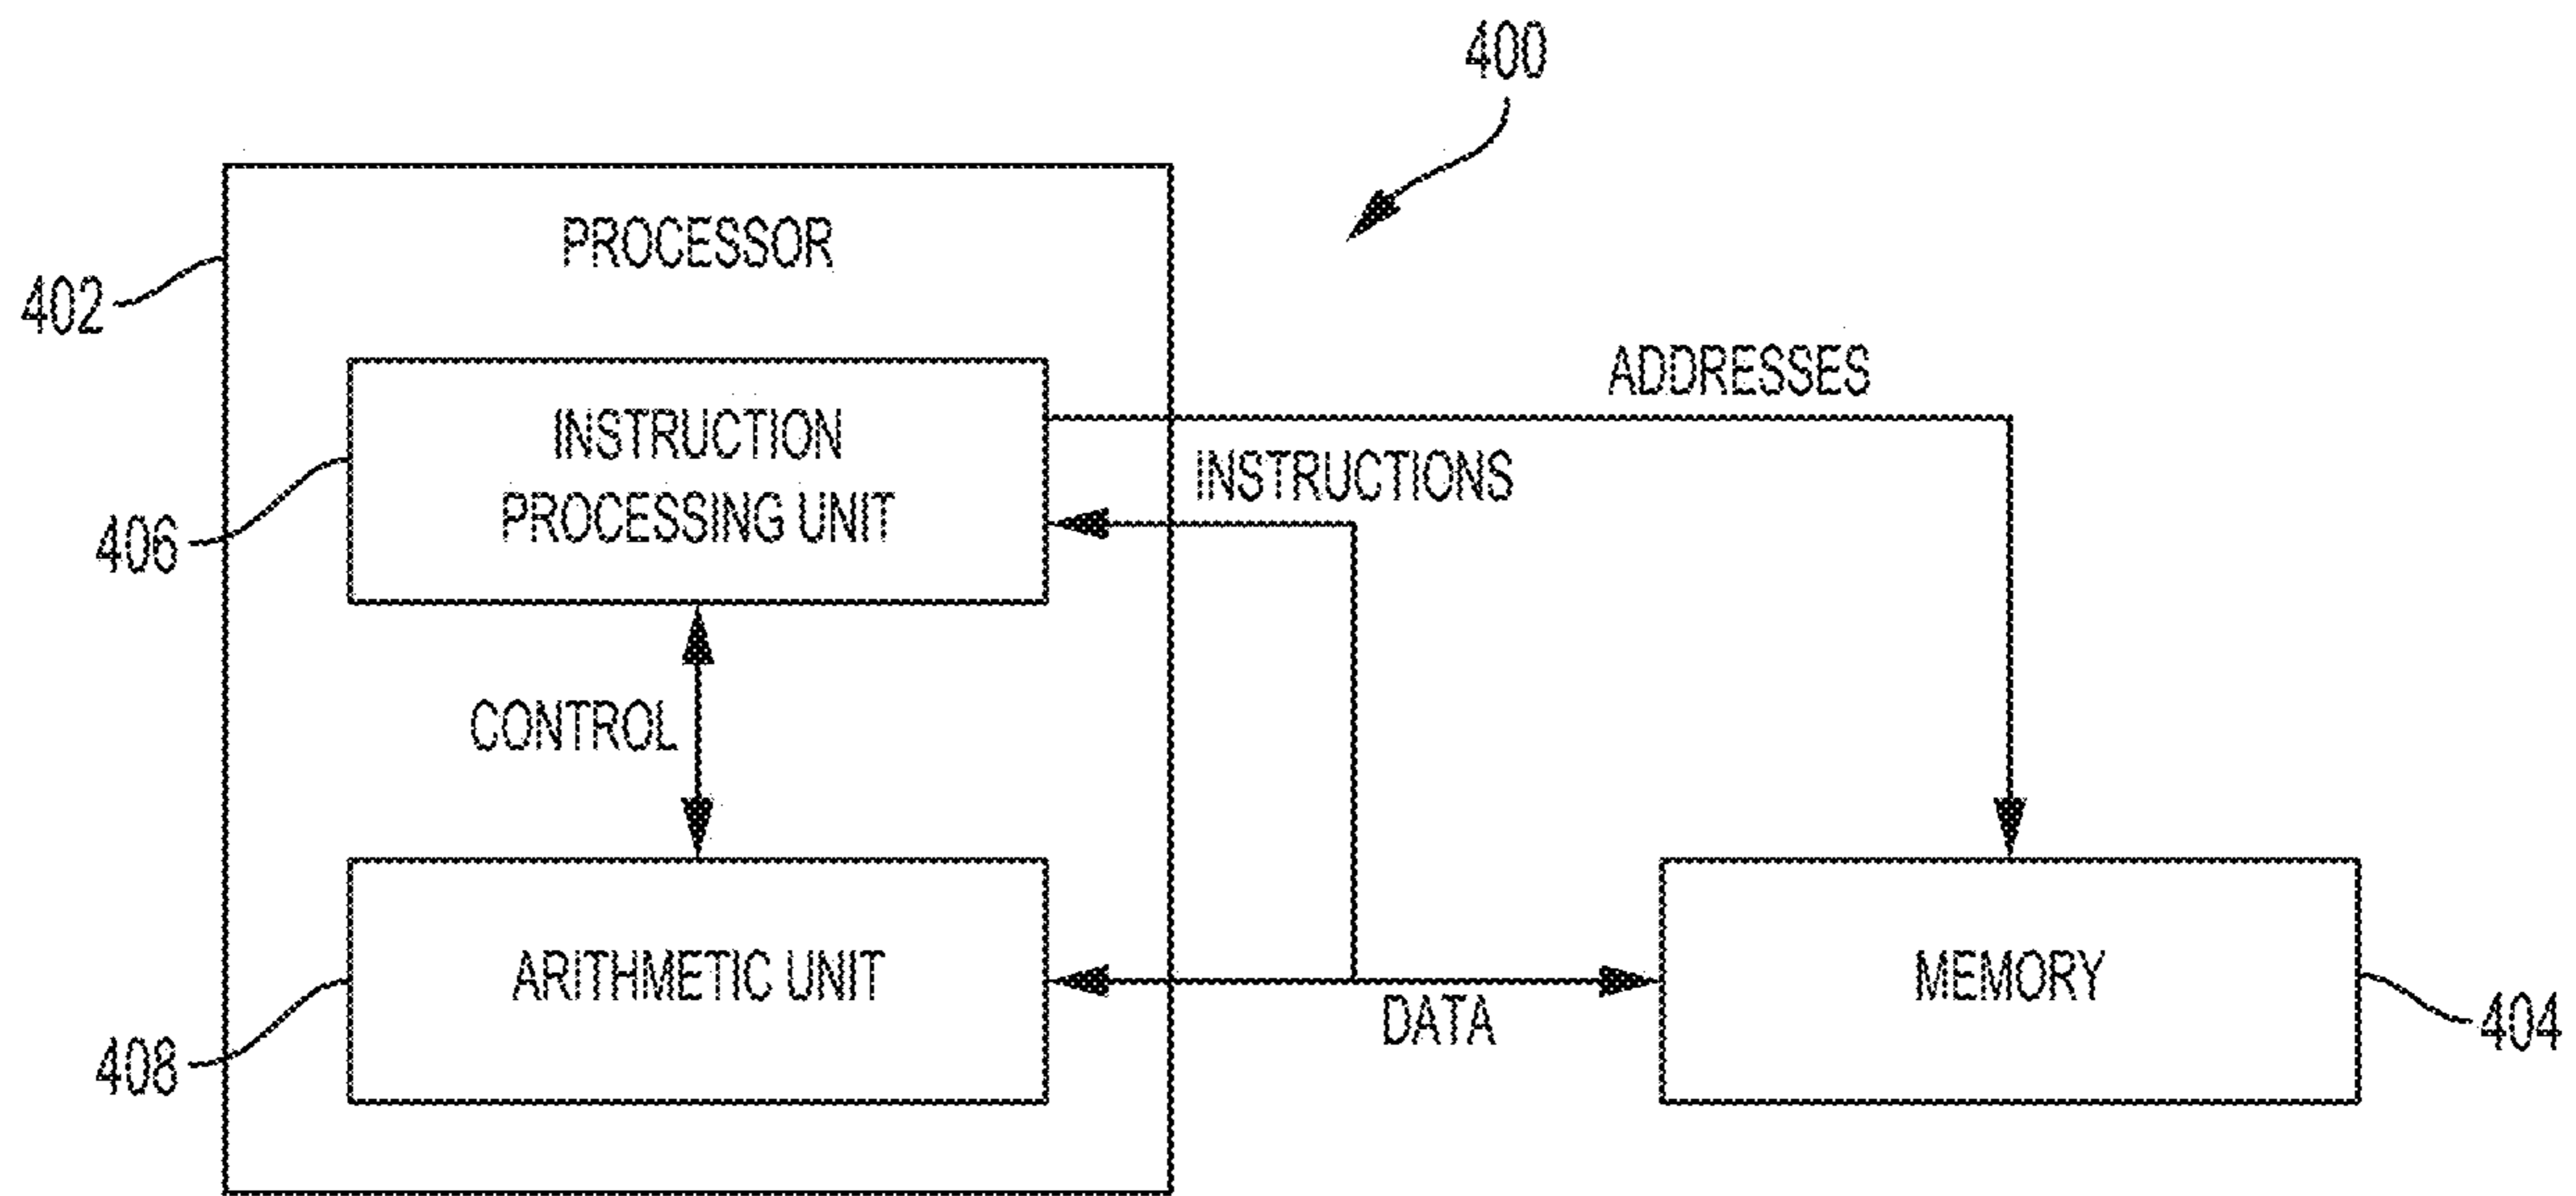 400
PROCESSOR
402
ADDRESSES
INSTRUCTION
PROCESSING UNIT
INSTRUCTIONS
406
CONTROL
ARITHMETIC UNIT
MEMORY
DATA
404
408